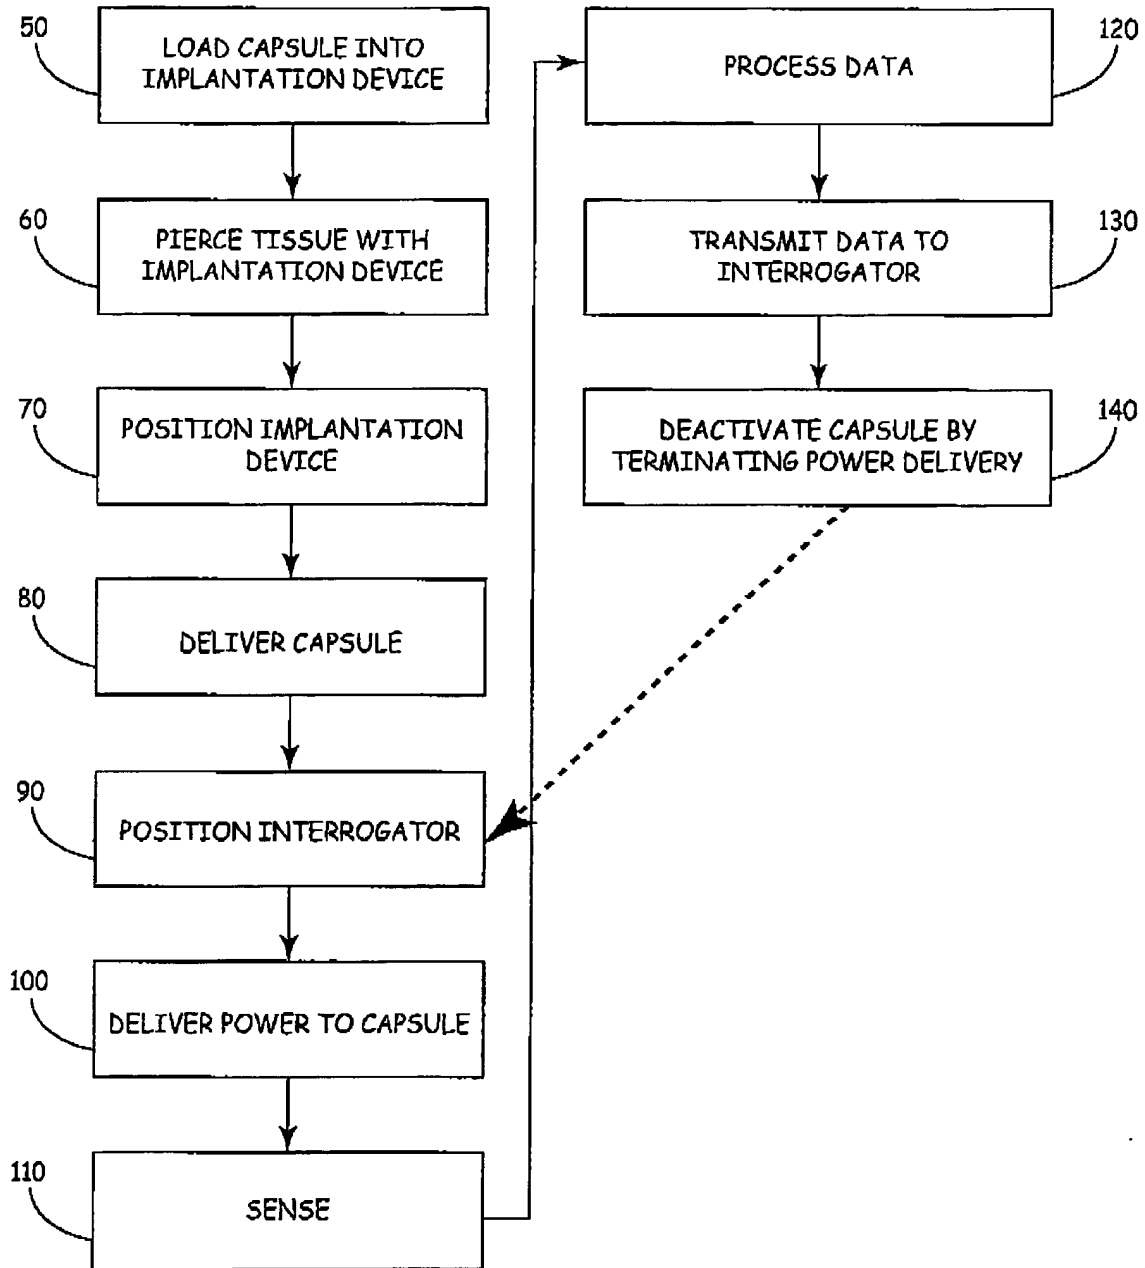 50
LOAD CAPSULE INTO
IMPLANTATION DEVICE
60
PIERCE TISSUE WITH
IMPLANTATION DEVICE
70
POSITION IMPLANTATION
DEVICE
80
DELIVER CAPSULE
90
POSITION INTERROGATOR
100
DELIVER POWER TO CAPSULE
110
SENSE
120
PROCESS DATA
130
TRANSMIT DATA TO
INTERROGATOR
140
DEACTIVATE CAPSULE BY
TERMINATING POWER DELIVERY